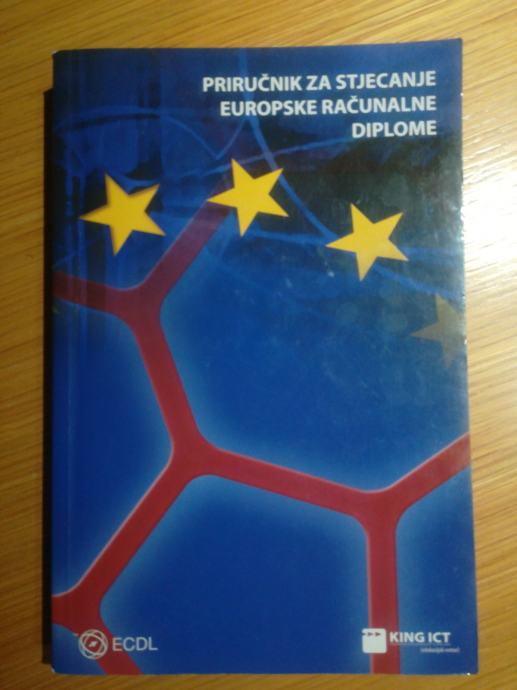 PRIRUČNIK ZA STJECANJE
EUROPSKE RAČUNALNE
DIPLOME
ECDL
KING ICT